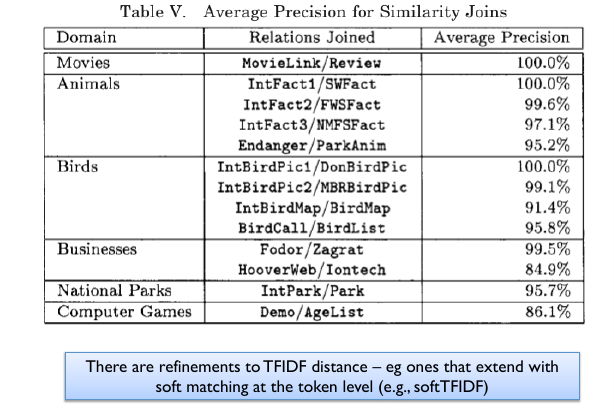 Table V. Average Precision for Similarity Joins
Domain Relations Joined Average Precision
Movies MovieLink/Review 100.0%
Animals IntFact1/SWFact 100.0%
IntFact2/FWSFact 99.6%
IntFact3/NMFSFact 97.1%
Endanger/ParkAnim 95.2%
Birds IntBirdPic1/DonBirdPic 100.0%
IntBirdPic2/MBRBirdPic 99.1%
IntBirdMap/BirdMap 91.4%
BirdCall/BirdList 95.8%
Businesses Fodor/Zagrat 99.5%
HooverWeb/Iontech 84.9%
National Parks IntPark/Park 95.7%
Computer Games Demo/AgeList 86.1%
There are refinements to TFIDF distance – eg ones that extend with
soft matching at the token level (e.g., softTFIDF)